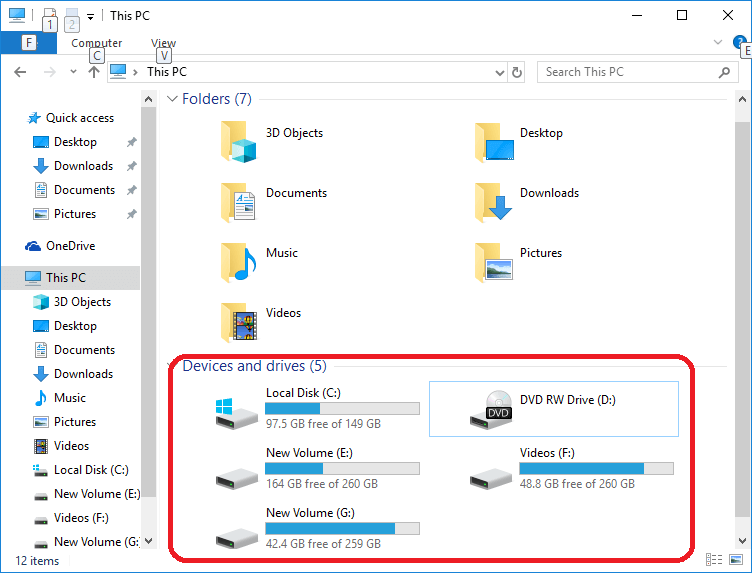 1 2 This PC
F Computer View E
C V
This PC Search This PC
Quick access
Desktop
Downloads
Documents
Pictures
OneDrive
This PC
3D Objects
Desktop
Documents
Downloads
Music
Pictures
Videos
Local Disk (C:)
New Volume (E:)
Videos (F:)
New Volume (G:
Folders (7)
3D Objects
Desktop
Documents
Downloads
Music
Pictures
Videos
Devices and drives (5)
Local Disk (C:)
97.5 GB free of 149 GB
DVD
DVD RW Drive (D:)
New Volume (E:)
164 GB free of 260 GB
Videos (F:)
48.8 GB free of 260 GB
New Volume (G:)
42.4 GB free of 259 GB
12 items